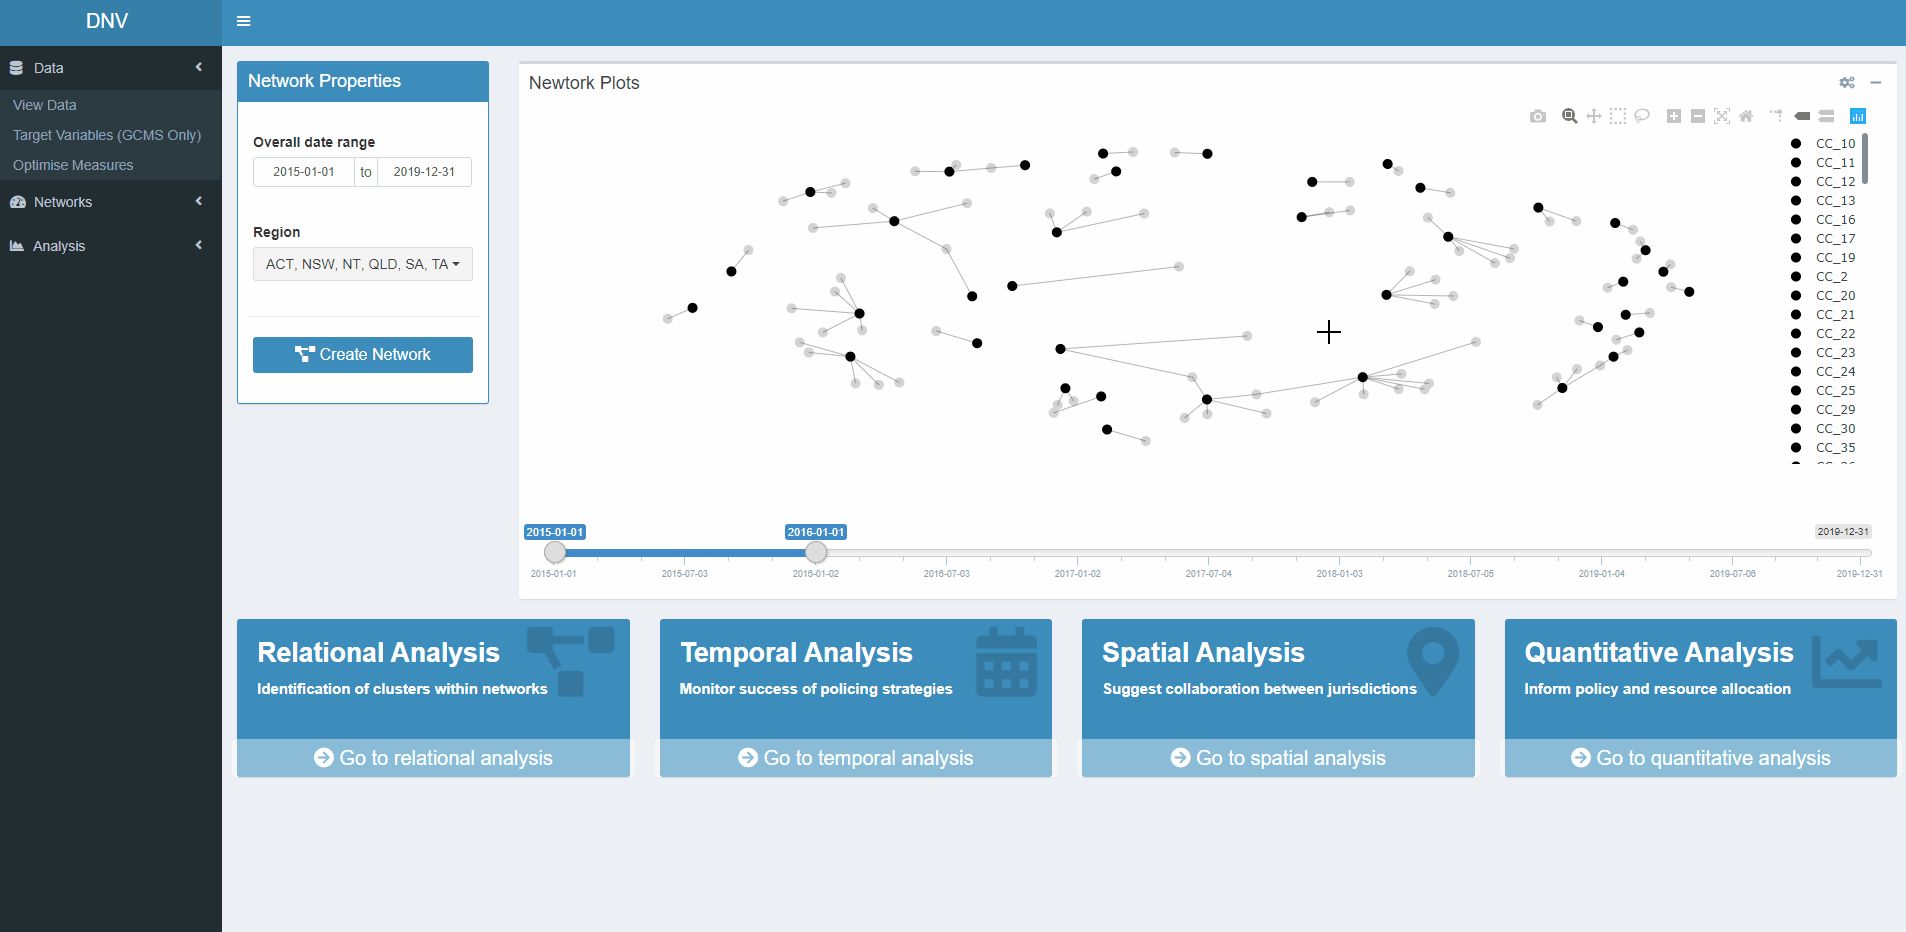 DNV
Data
View Data
Target Variables (GCMS Only)
Optimise Measures
Networks
Analysis
Network Properties
Overall date range
2015-01-01 to 2019-12-31
Region
ACT, NSW, NT, QLD, SA, TA
Create Network
Newtork Plots
CC_10
CC_11
CC_12
CC_13
CC_16
CC_17
CC_19
CC_2
CC_20
CC_21
CC_22
CC_23
CC_24
CC_25
CC_29
CC_30
CC_35
2015-01-01 2016-01-01 2019-12-31
2015-01-01 2015-07-03 2016-01-02 2016-07-03 2017-01-02 2017-07-04 2018-01-03 2018-07-05 2019-01-04 2019-07-06 2019-12-31
Relational Analysis
Identification of clusters within networks
Go to relational analysis
Temporal Analysis
Monitor success of policing strategies
Go to temporal analysis
Spatial Analysis
Suggest collaboration between jurisdictions
Go to spatial analysis
Quantitative Analysis
Inform policy and resource allocation
Go to quantitative analysis